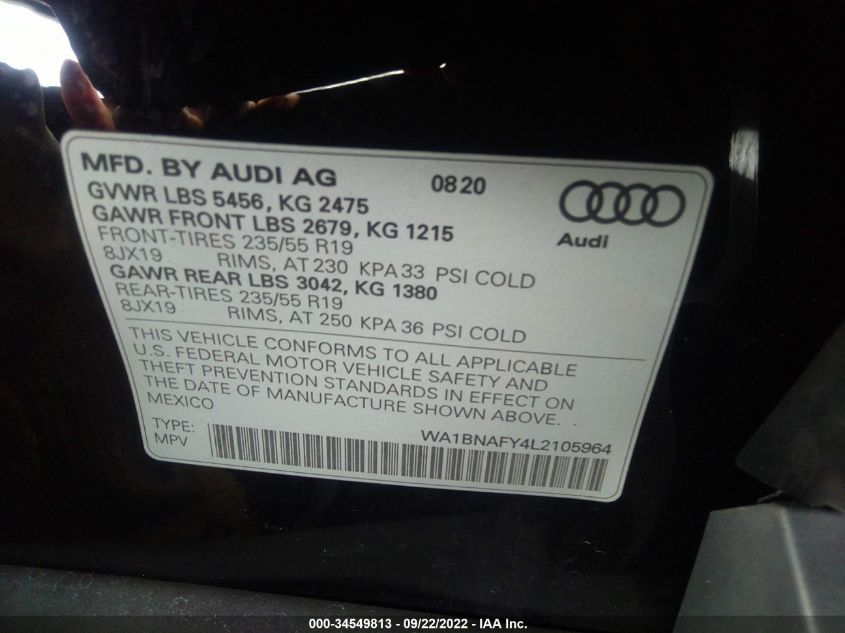 MFD. BY AUDI AG 0820
GVWR LBS 5456, KG 2475
GAWR FRONT LBS 2679, KG 1215
FRONT-TIRES 235/55 R19
8JX19 RIMS, AT 230 KPA 33 PSI COLD
GAWR REAR LBS 3042, KG 1380
REAR-TIRES 235/55 R19
8JX19 RIMS, AT 250 KPA 36 PSI COLD
Audi
THIS VEHICLE CONFORMS TO ALL APPLICABLE
U.S. FEDERAL MOTOR VEHICLE SAFETY AND
THEFT PREVENTION STANDARDS IN EFFECT ON
THE DATE OF MANUFACTURE SHOWN ABOVE.
MEXICO
TYPE: WA1BNAFY4L2105964
MPV
000-34549813 - 09/22/2022 - IAA Inc.